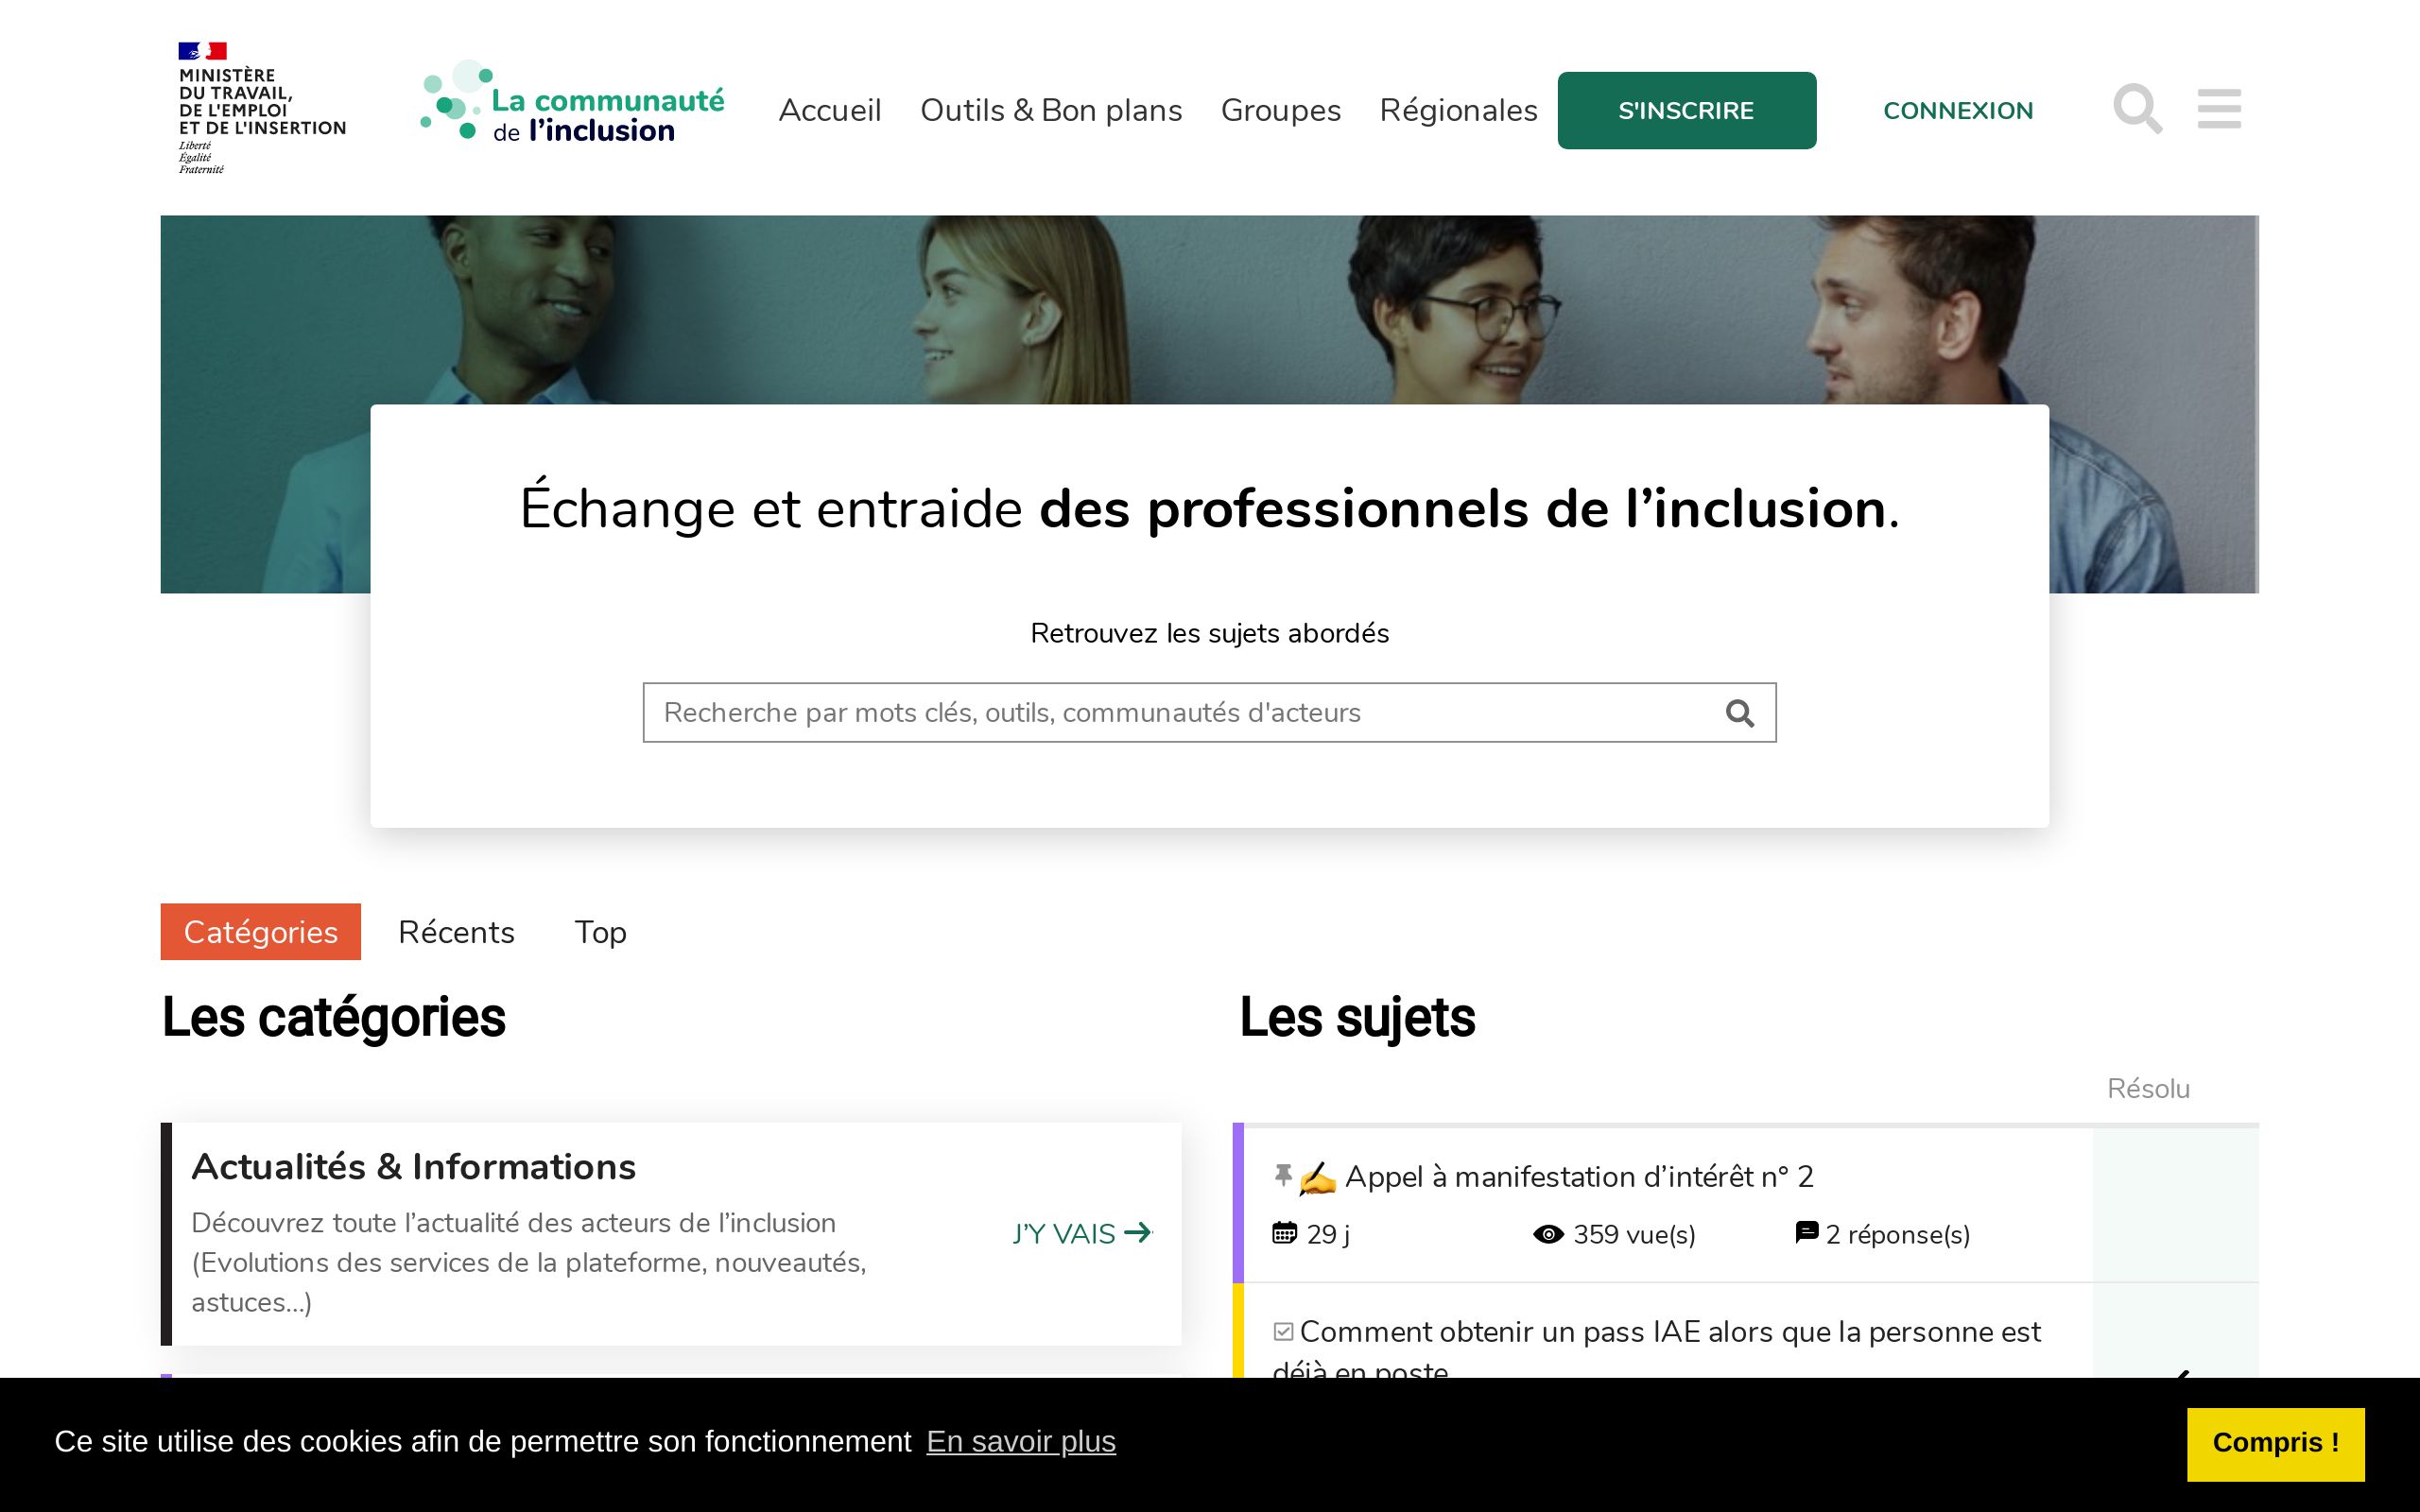 MINISTÈRE
DU TRAVAIL,
DE L'EMPLOI
ET DE L'INSERTION
Liberté
Égalité
Fraternité
La communauté
de l’inclusion
Accueil
Outils & Bon plans
Groupes
Régionales
S'INSCRIRE
CONNEXION
Échange et entraide des professionnels de l’inclusion.
Retrouvez les sujets abordés
Recherche par mots clés, outils, communautés d'acteurs
Catégories
Récents
Top
Les catégories
Actualités & Informations
Découvrez toute l’actualité des acteurs de l’inclusion
(Evolutions des services de la plateforme, nouveautés,
astuces...)
J’Y VAIS
Les sujets
Résolu
Appel à manifestation d’intérêt n° 2
29 j
359 vue(s)
2 réponse(s)
Comment obtenir un pass IAE alors que la personne est
déjà en poste
Ce site utilise des cookies afin de permettre son fonctionnement En savoir plus
Compris !